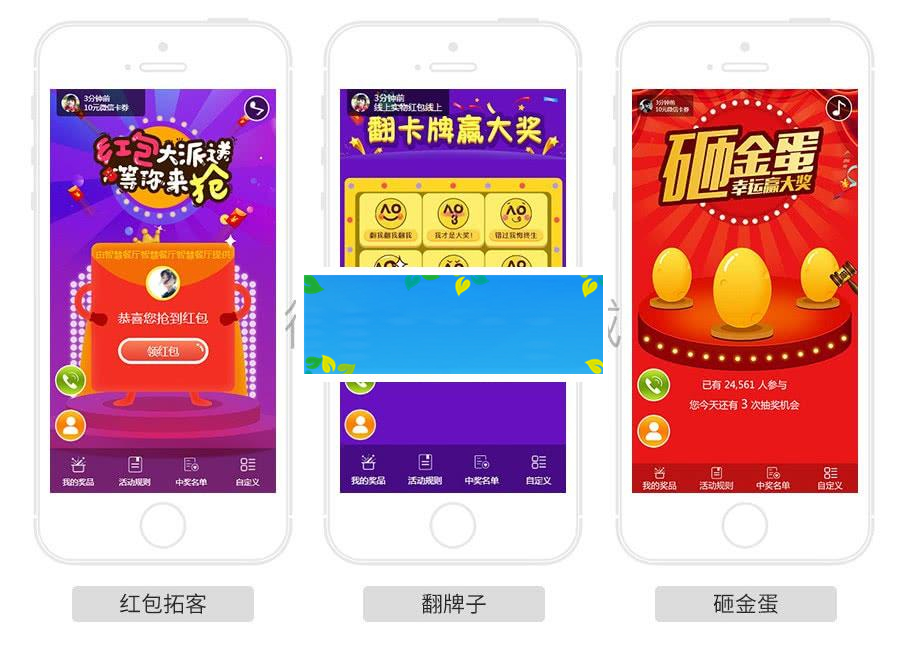 3分钟前
10元微信卡券
红包大派送
等你来抢
由智慧餐厅智慧餐厅智慧餐厅提供
恭喜您抢到红包
领红包
我的奖品
活动规则
中奖名单
自定义
3分钟前
线上实物红包线上
翻卡牌赢大奖
翻我翻我翻我
我才是大奖!
错过我悔终生
我的奖品
活动规则
中奖名单
自定义
3分钟前
10元微信卡券
砸金蛋
幸运赢大奖
已有 24,561 人参与
您今天还有 3 次抽奖机会
我的奖品
活动规则
中奖名单
自定义
红包拓客
翻牌子
砸金蛋